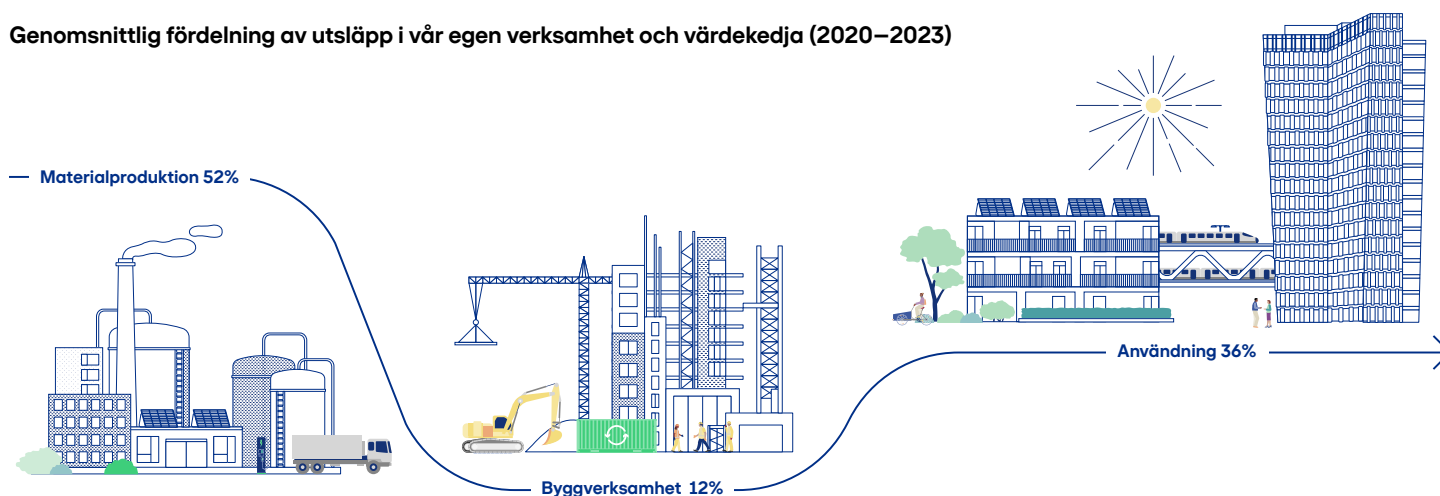 Genomsnittlig fördelning av utsläpp i vår egen verksamhet och värdekedja (2020–2023)
Materialproduktion 52%
Byggverksamhet 12%
Användning 36%